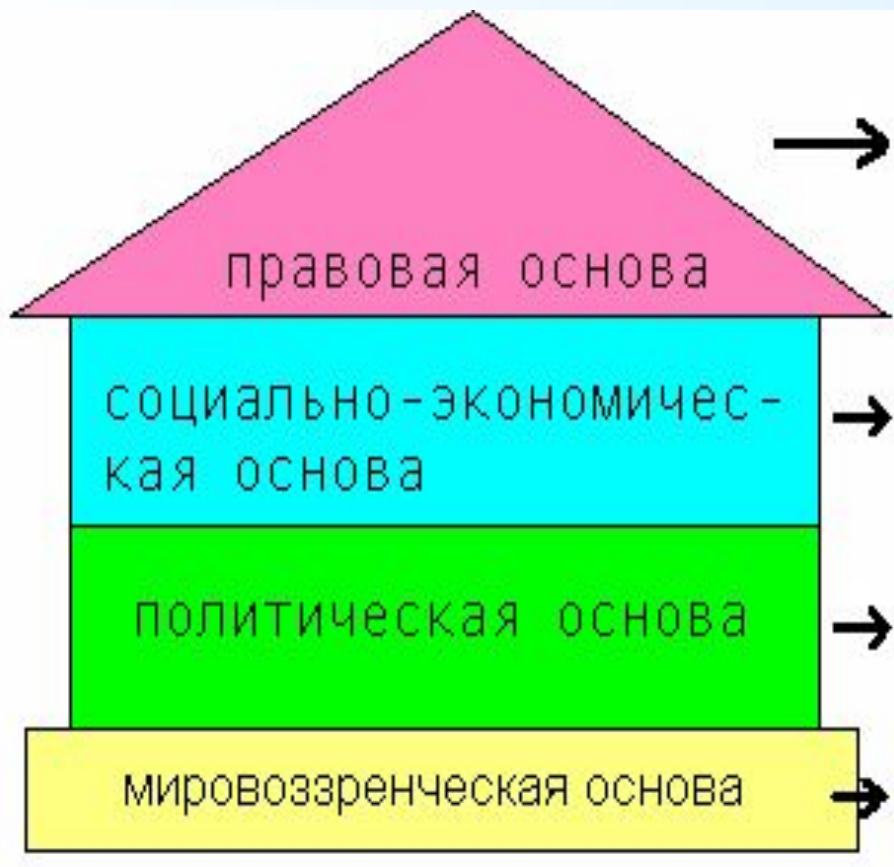 правовая основа
социально-экономичес-
кая основа
политическая основа
мировоззренческая основа